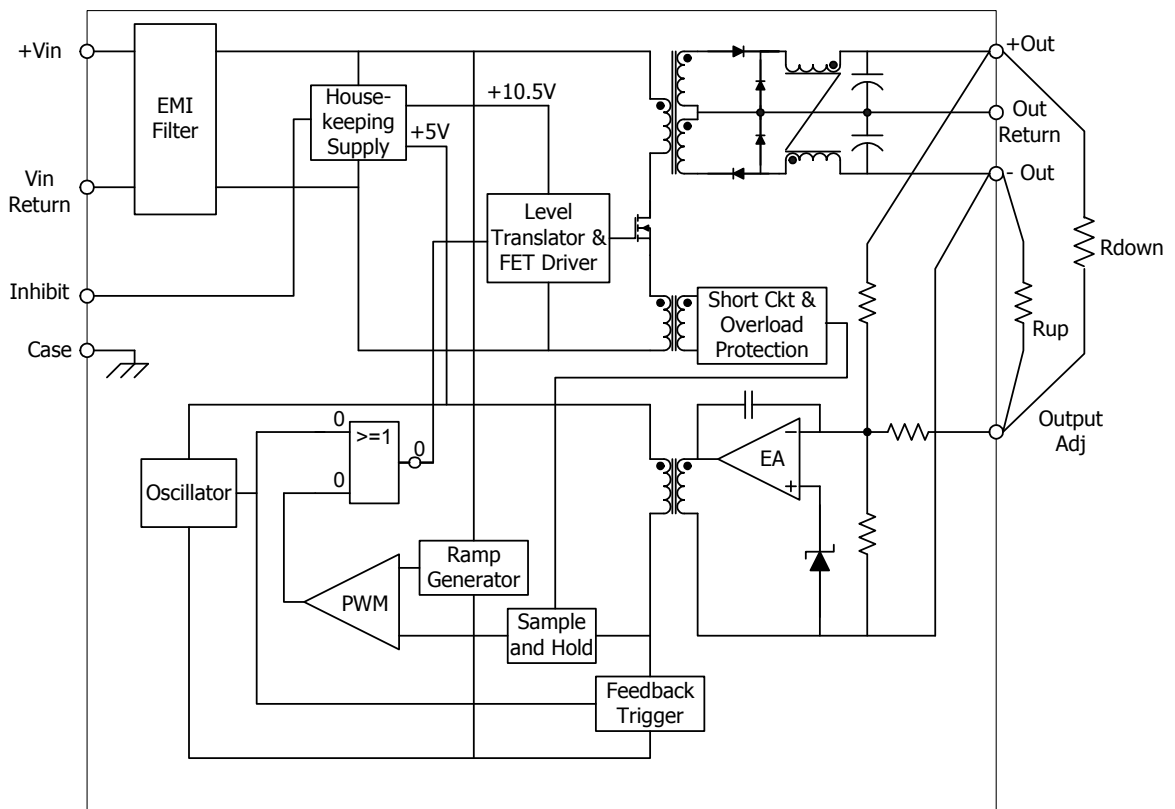 +Vin
EMI
Filter
House-
keeping
Supply
+10.5V
+5V
+Out
Out
Return
- Out
Vin
Return
Level
Translator &
FET Driver
Rdown
Rup
Inhibit
Case
Short Ckt &
Overload
Protection
0
>=1
0
0
EA
Output
Adj
Oscillator
Ramp
Generator
PWM
Sample
and Hold
Feedback
Trigger